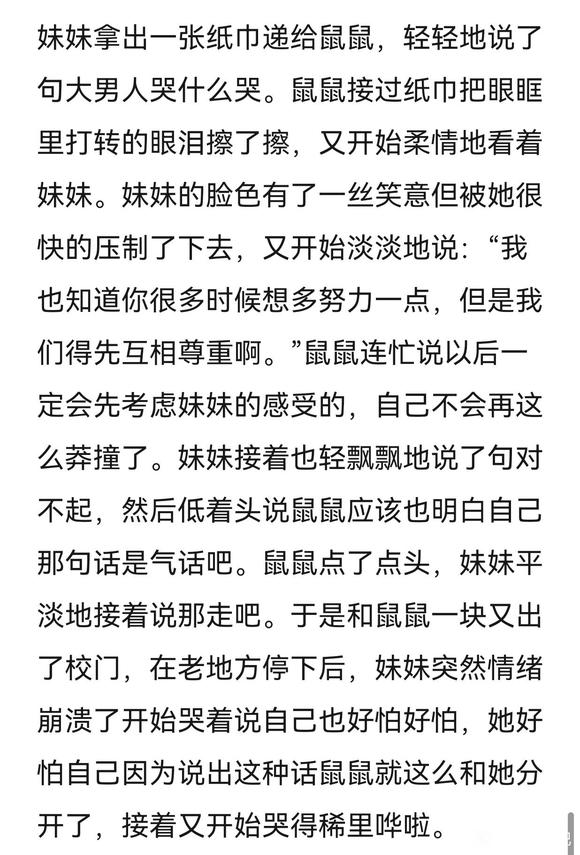 妹妹拿出一张纸巾递给鼠鼠，轻轻地说了
句大男人哭什么哭。鼠鼠接过纸巾把眼眶
里打转的眼泪擦了擦，又开始柔情地看着
妹妹。妹妹的脸色有了一丝笑意但被她很
快的压制了下去，又开始淡淡地说：“我
也知道你很多时候想多努力一点，但是我
们得先互相尊重啊。”鼠鼠连忙说以后一
定会先考虑妹妹的感受的，自己不会再这
么莽撞了。妹妹接着也轻飘飘地说了句对
不起，然后低着头说鼠鼠应该也明白自己
那句话是气话吧。鼠鼠点了点头，妹妹平
淡地接着说那走吧。于是和鼠鼠一块又出
了校门，在老地方停下后，妹妹突然情绪
崩溃了开始哭着说自己也好怕好怕，她好
怕自己因为说出这种话鼠鼠就这么和她分
开了，接着又开始哭得稀里哗啦。